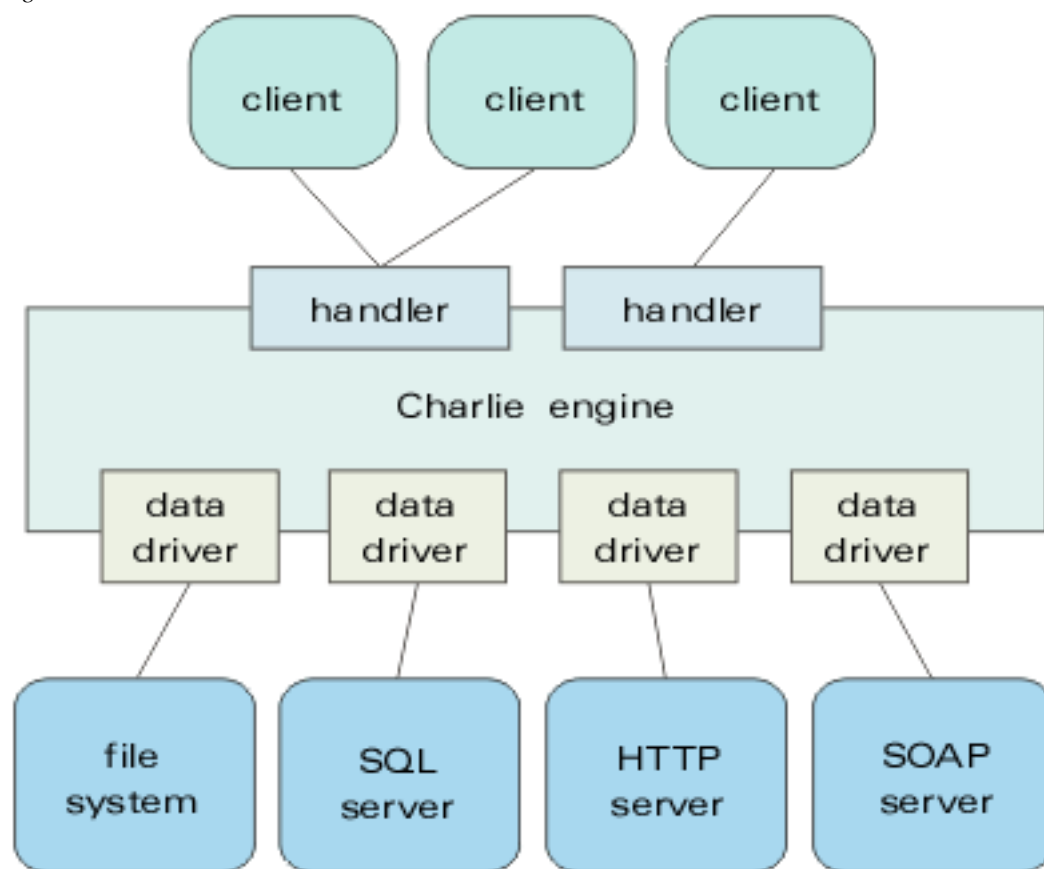 client
client
client
handler
handler
Charlie engine
data
driver
data
driver
data
driver
data
driver
file
system
SQL
server
HTTP
server
SOAP
server